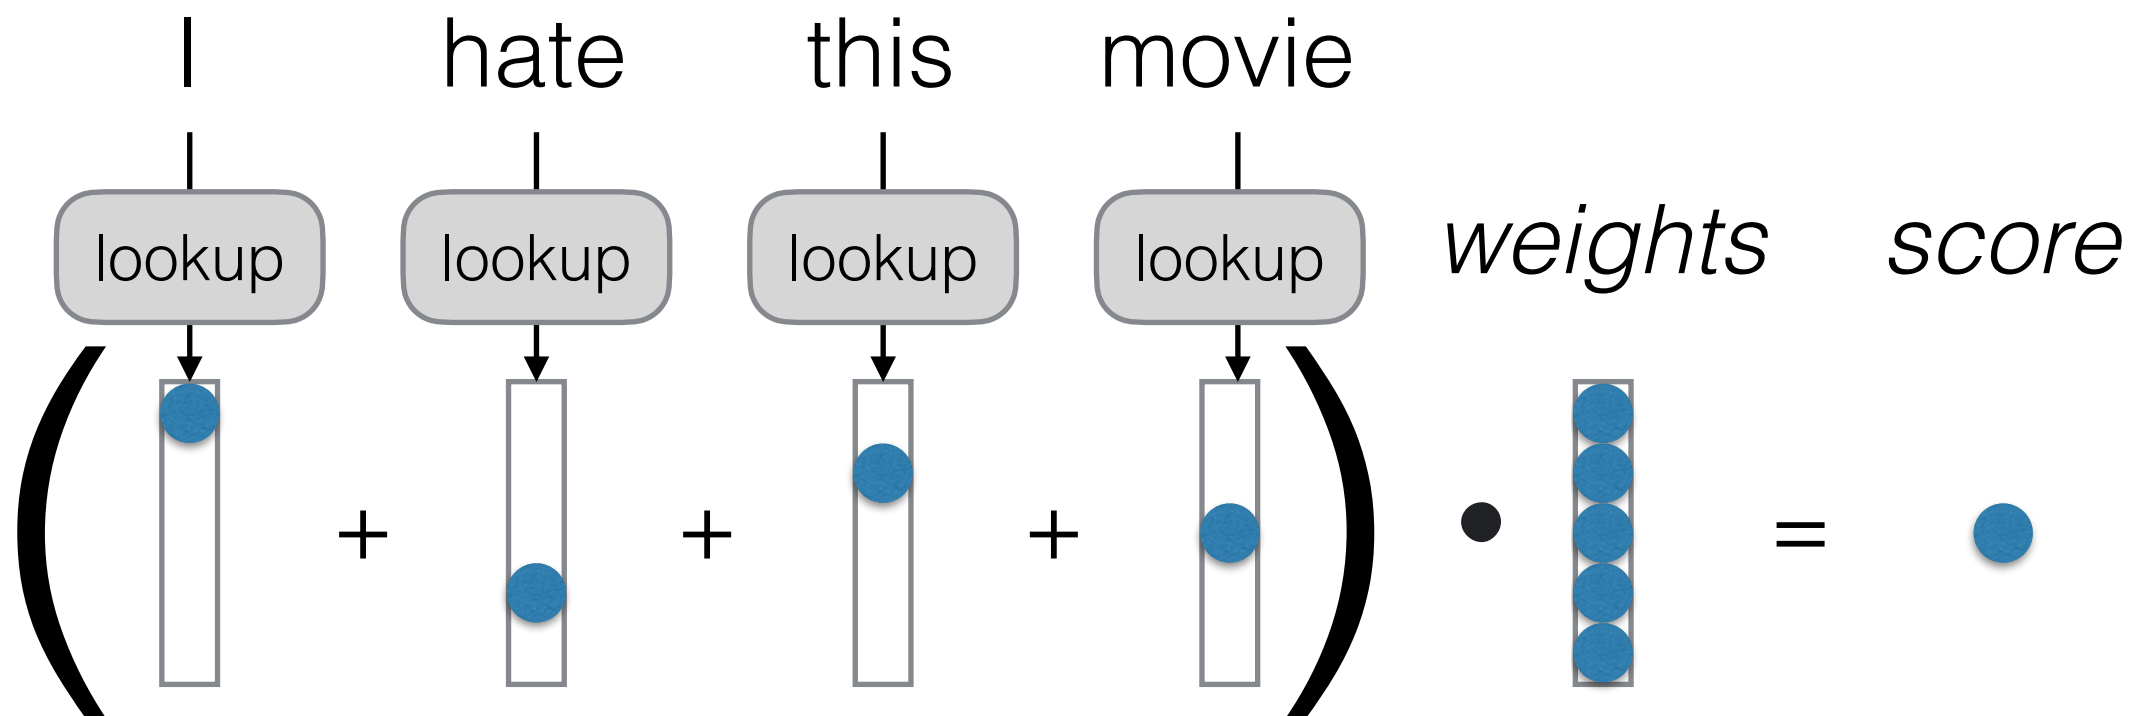 I hate this movie
lookup lookup lookup lookup weights score
( + + + ) • =